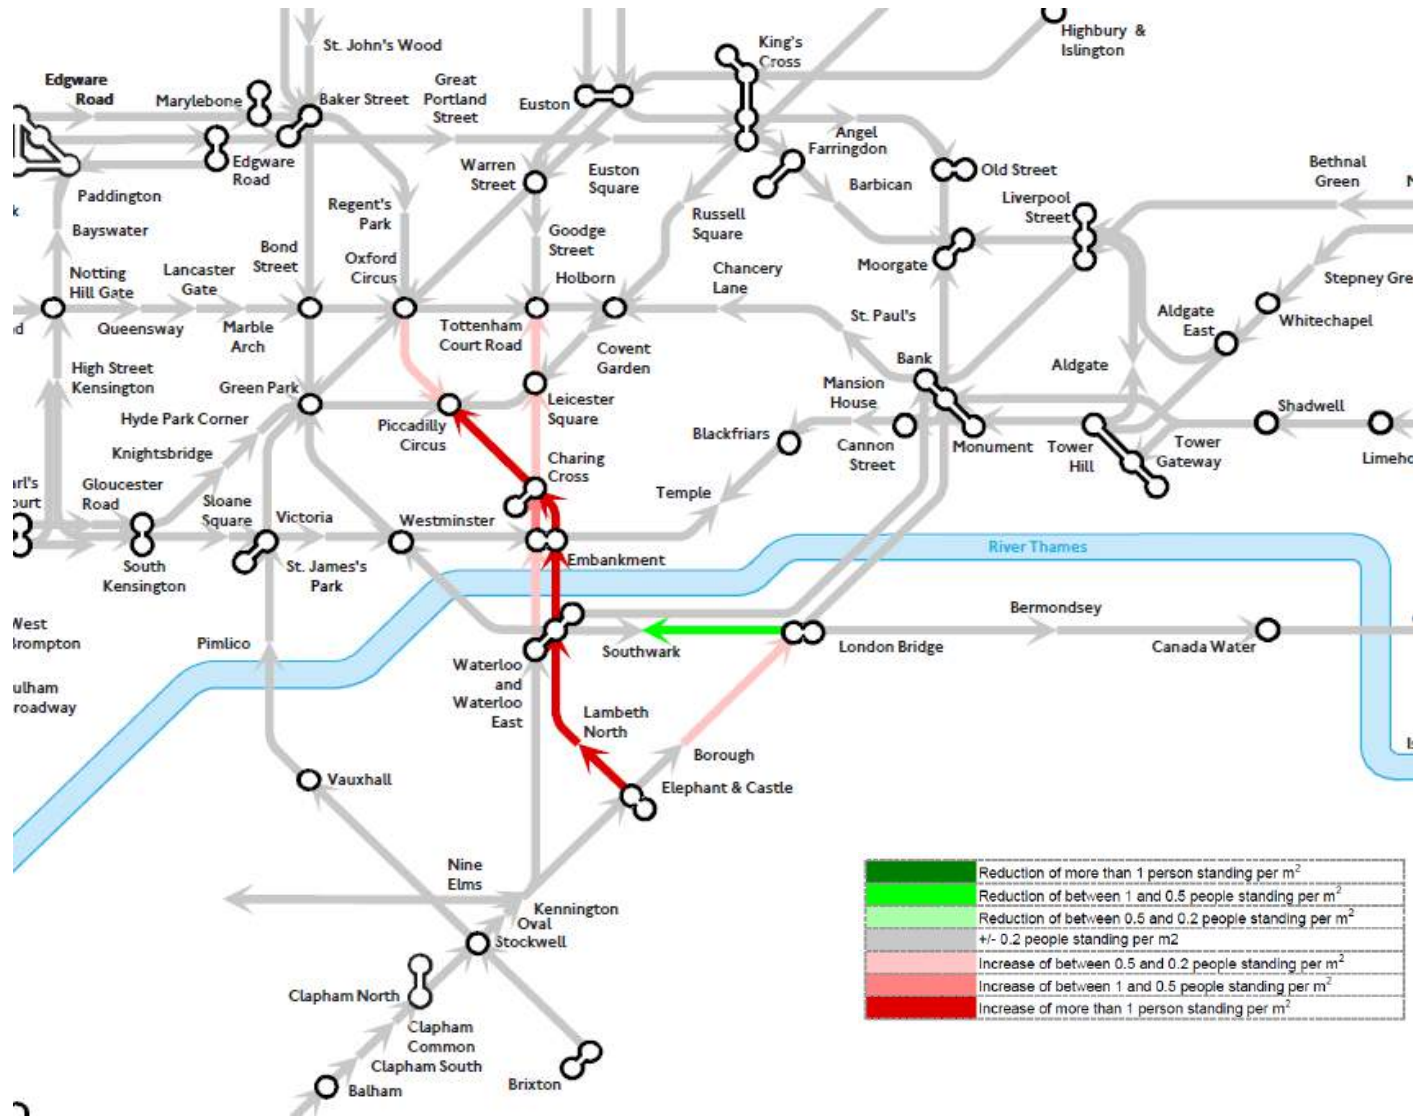 St. John's Wood
King's
Cross
Highbury &
Islington
Edgware
Road
Marylebone
Baker Street
Great
Portland
Street
Euston
Angel
Farringdon
Edgware
Road
Warren
Street
Euston
Square
Barbican
Old Street
Bethnal
Green
Paddington
Liverpool
Street
Regent's
Park
Russell
Square
Bayswater
Bond
Street
Goodge
Street
Oxford
Circus
Holborn
Chancery
Lane
Moorgate
Notting
Hill Gate
Lancaster
Gate
Stepney Gre
Queensway
Marble
Arch
Tottenham
Court Road
St. Paul's
Aldgate
East
Whitechapel
Covent
Garden
High Street
Kensington
Bank
Aldgate
Green Park
Mansion
House
Hyde Park Corner
Leicester
Square
Shadwell
Piccadilly
Circus
Blackfriars
Cannon
Street
Monument
Tower
Hill
Tower
Gateway
Limeho
Knightsbridge
Charing
Cross
arl's
ourt
Gloucester
Road
Sloane
Square
Temple
Victoria
Westminster
River Thames
South
Kensington
St. James's
Park
Embankment
Bermondsey
West
Brompton
Pimlico
Southwark
London Bridge
Canada Water
Waterloo
and
Waterloo
East
ulham
roadway
Lambeth
North
Borough
Vauxhall
Elephant & Castle
Nine
Elms
Kennington
Oval
Stockwell
Clapham North
Clapham
Common
Clapham South
Balham
Brixton
Reduction of more than 1 person standing per m²
Reduction of between 1 and 0.5 people standing per m²
Reduction of between 0.5 and 0.2 people standing per m²
+/- 0.2 people standing per m2
Increase of between 0.5 and 0.2 people standing per m²
Increase of between 1 and 0.5 people standing per m²
Increase of more than 1 person standing per m²